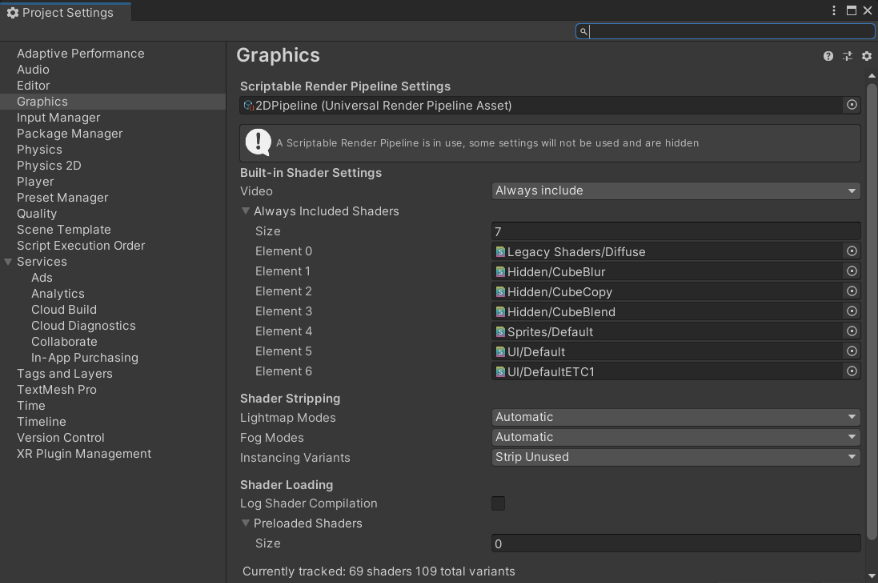 Project Settings
Adaptive Performance
Audio
Editor
Graphics
Input Manager
Package Manager
Physics
Physics 2D
Player
Preset Manager
Quality
Scene Template
Script Execution Order
Services
Ads
Analytics
Cloud Build
Cloud Diagnostics
Collaborate
In-App Purchasing
Tags and Layers
TextMesh Pro
Time
Timeline
Version Control
XR Plugin Management
Graphics
Scriptable Render Pipeline Settings
2DPipeline (Universal Render Pipeline Asset)
A Scriptable Render Pipeline is in use, some settings will not be used and are hidden
Built-in Shader Settings
Video Always include
Always Included Shaders
Size 7
Element 0 Legacy Shaders/Diffuse
Element 1 Hidden/CubeBlur
Element 2 Hidden/CubeCopy
Element 3 Hidden/CubeBlend
Element 4 Sprites/Default
Element 5 UI/Default
Element 6 UI/DefaultETC1
Shader Stripping
Lightmap Modes Automatic
Fog Modes Automatic
Instancing Variants Strip Unused
Shader Loading
Log Shader Compilation
Preloaded Shaders
Size 0
Currently tracked: 69 shaders 109 total variants